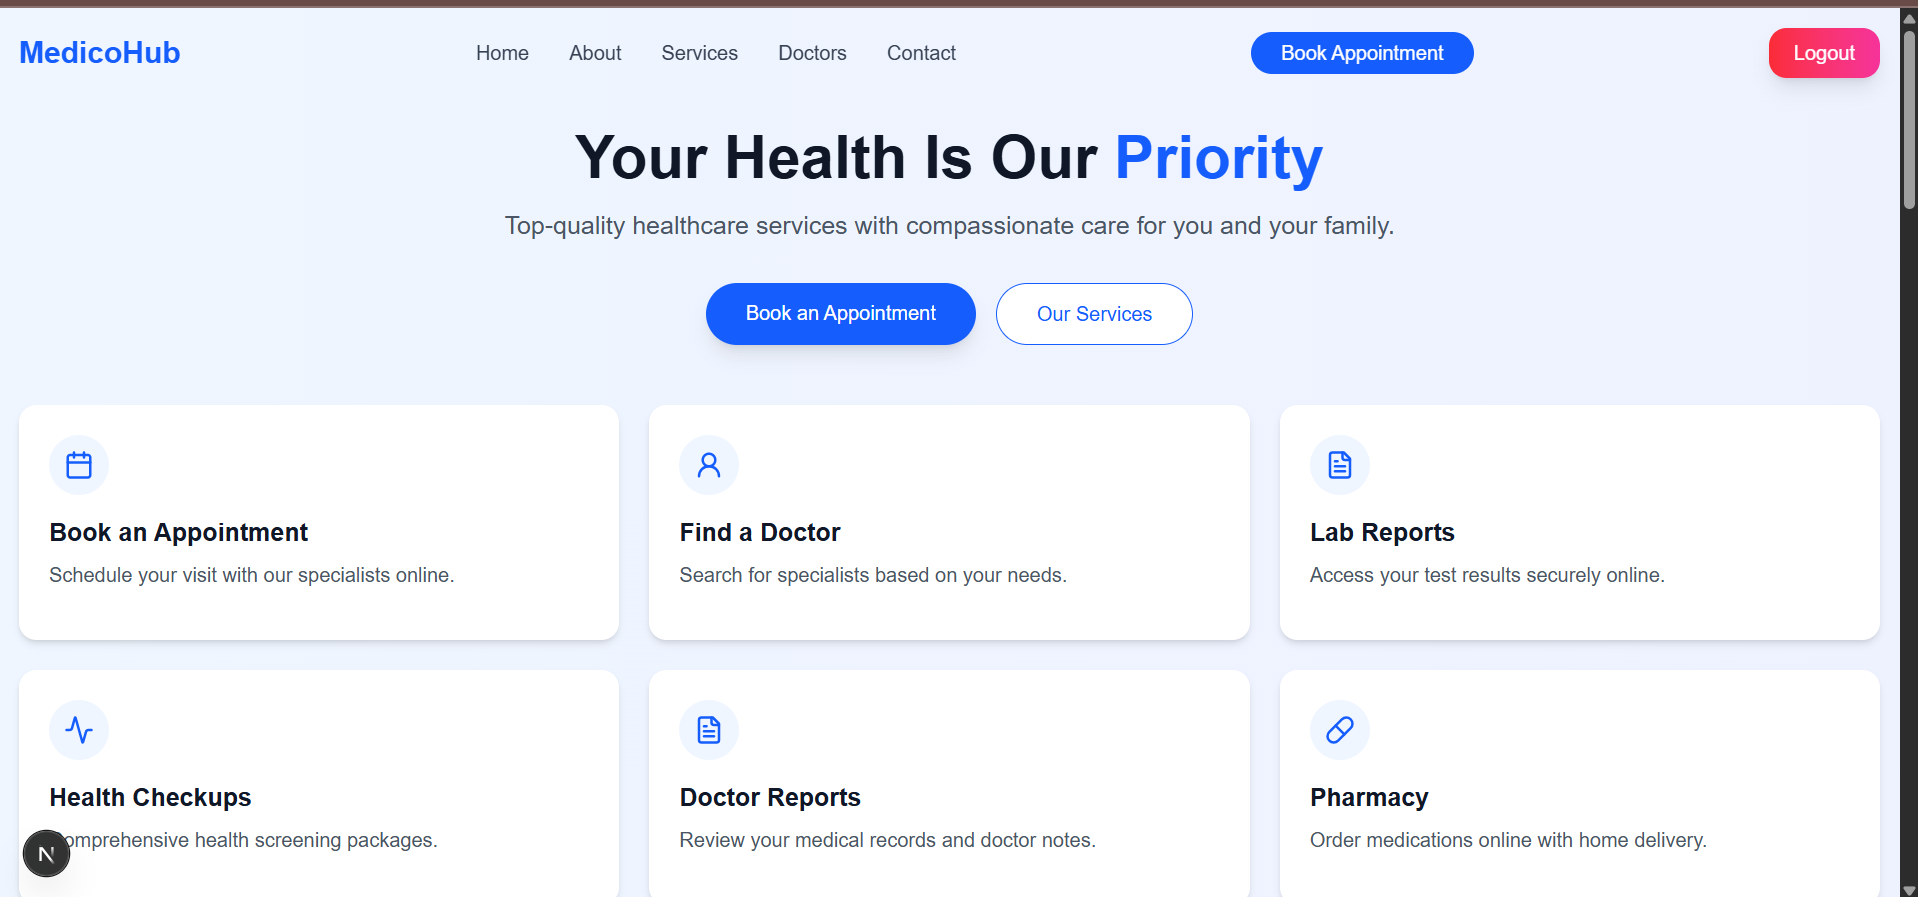 MedicoHub
Home About Services Doctors Contact
Book Appointment
Logout
Your Health Is Our Priority
Top-quality healthcare services with compassionate care for you and your family.
Book an Appointment
Our Services
Book an Appointment
Schedule your visit with our specialists online.
Find a Doctor
Search for specialists based on your needs.
Lab Reports
Access your test results securely online.
Health Checkups
omprehensive health screening packages.
Doctor Reports
Review your medical records and doctor notes.
Pharmacy
Order medications online with home delivery.
N